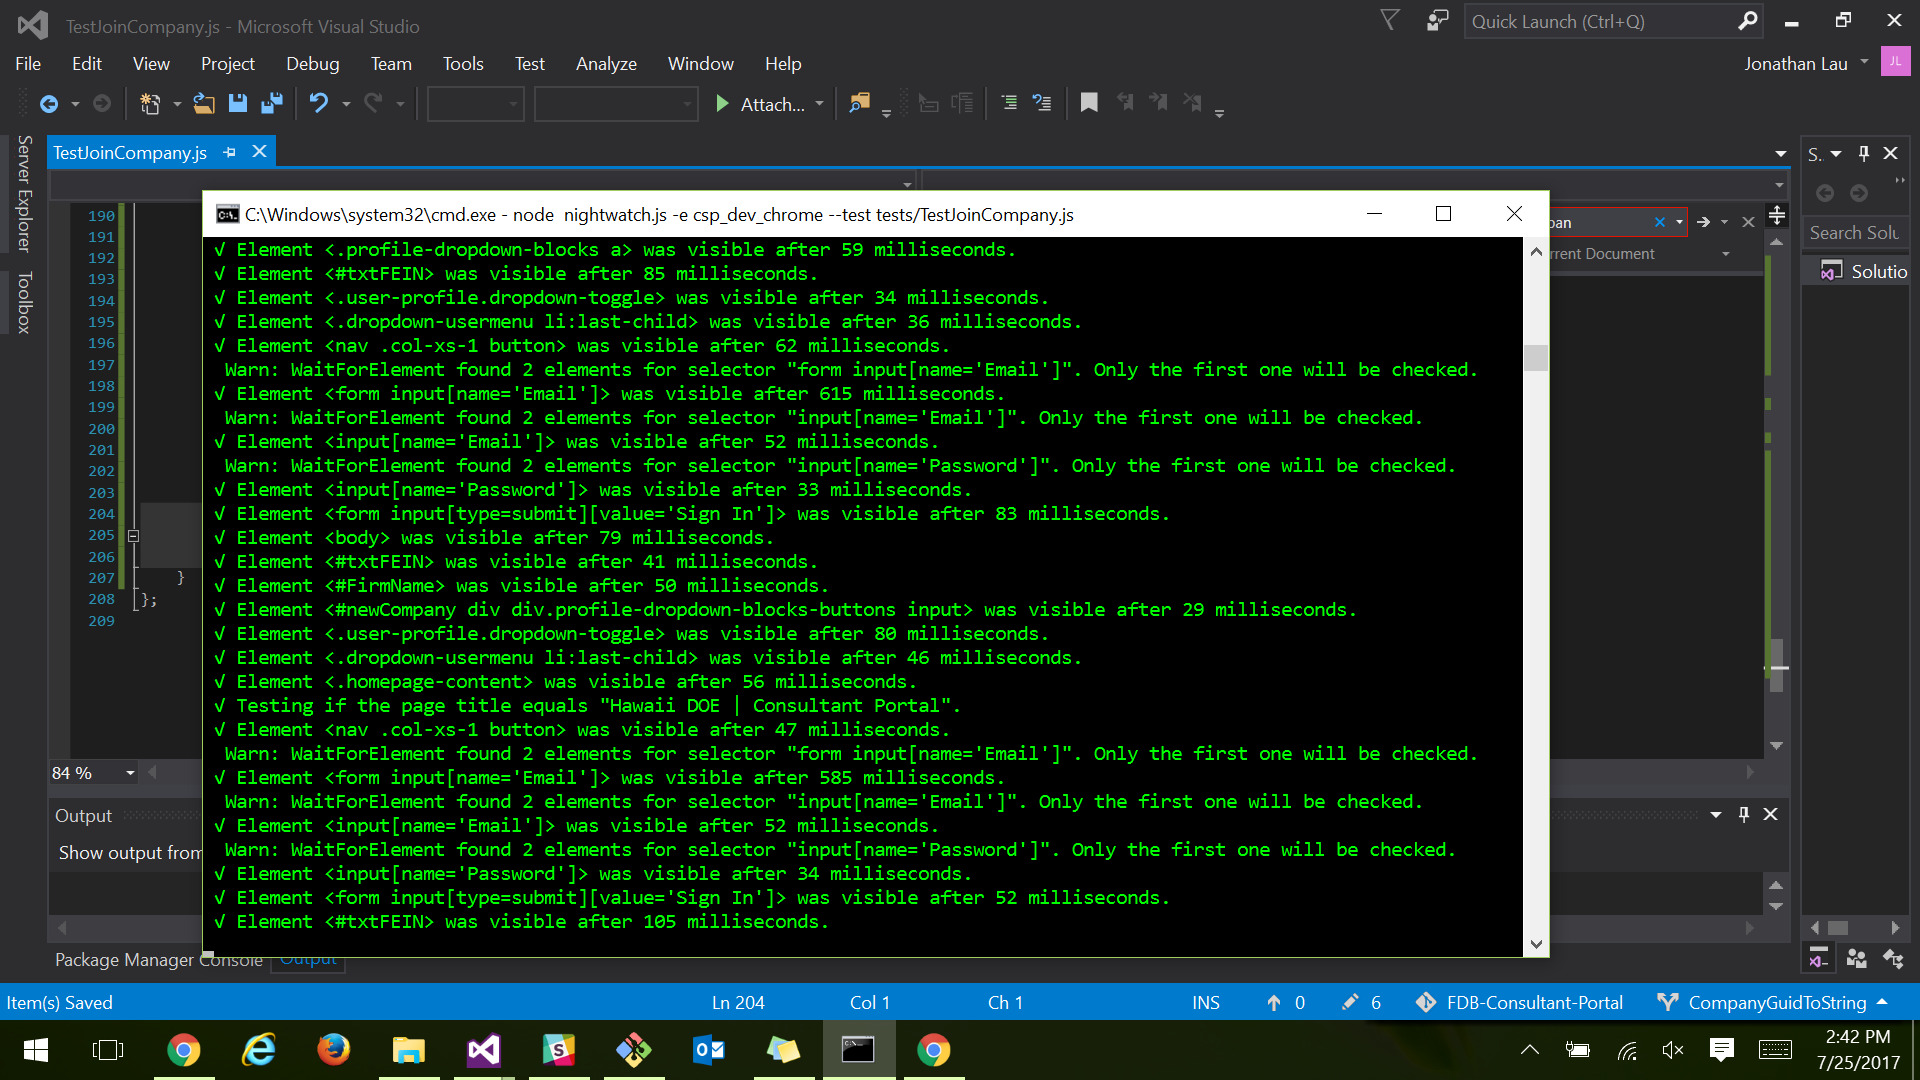 TestJoinCompany.js - Microsoft Visual Studio
Quick Launch (Ctrl+Q)
File Edit View Project Debug Team Tools Test Analyze Window Help
Jonathan Lau JL
Attach...
Server Explorer
Toolbox
TestJoinCompany.js
S..
C:\Windows\system32\cmd.exe - node  nightwatch.js -e csp_dev_chrome --test tests/TestJoinCompany.js
pan
rrent Document
Search Solu
Solutio
190
191
192
193
194
195
196
197
198
199
200
201
202
203
204
205
206
207 }
208 };
209
√ Element <.profile-dropdown-blocks a> was visible after 59 milliseconds.
√ Element <#txtFEIN> was visible after 85 milliseconds.
√ Element <.user-profile.dropdown-toggle> was visible after 34 milliseconds.
√ Element <.dropdown-usermenu li:last-child> was visible after 36 milliseconds.
√ Element <nav .col-xs-1 button> was visible after 62 milliseconds.
Warn: WaitForElement found 2 elements for selector "form input[name='Email']". Only the first one will be checked.
√ Element <form input[name='Email']> was visible after 615 milliseconds.
Warn: WaitForElement found 2 elements for selector "input[name='Email']". Only the first one will be checked.
√ Element <input[name='Email']> was visible after 52 milliseconds.
Warn: WaitForElement found 2 elements for selector "input[name='Password']". Only the first one will be checked.
√ Element <input[name='Password']> was visible after 33 milliseconds.
√ Element <form input[type=submit][value='Sign In']> was visible after 83 milliseconds.
√ Element <body> was visible after 79 milliseconds.
√ Element <#txtFEIN> was visible after 41 milliseconds.
√ Element <#FirmName> was visible after 50 milliseconds.
√ Element <#newCompany div div.profile-dropdown-blocks-buttons input> was visible after 29 milliseconds.
√ Element <.user-profile.dropdown-toggle> was visible after 80 milliseconds.
√ Element <.dropdown-usermenu li:last-child> was visible after 46 milliseconds.
√ Element <.homepage-content> was visible after 56 milliseconds.
√ Testing if the page title equals "Hawaii DOE | Consultant Portal".
√ Element <nav .col-xs-1 button> was visible after 47 milliseconds.
Warn: WaitForElement found 2 elements for selector "form input[name='Email']". Only the first one will be checked.
√ Element <form input[name='Email']> was visible after 585 milliseconds.
Warn: WaitForElement found 2 elements for selector "input[name='Email']". Only the first one will be checked.
√ Element <input[name='Email']> was visible after 52 milliseconds.
Warn: WaitForElement found 2 elements for selector "input[name='Password']". Only the first one will be checked.
√ Element <input[name='Password']> was visible after 34 milliseconds.
√ Element <form input[type=submit][value='Sign In']> was visible after 52 milliseconds.
√ Element <#txtFEIN> was visible after 105 milliseconds.
84 %
Output
Show output from
Package Manager Console Output
Item(s) Saved Ln 204 Col 1 Ch 1 INS 0 6 FDB-Consultant-Portal CompanyGuidToString
2:42 PM
7/25/2017